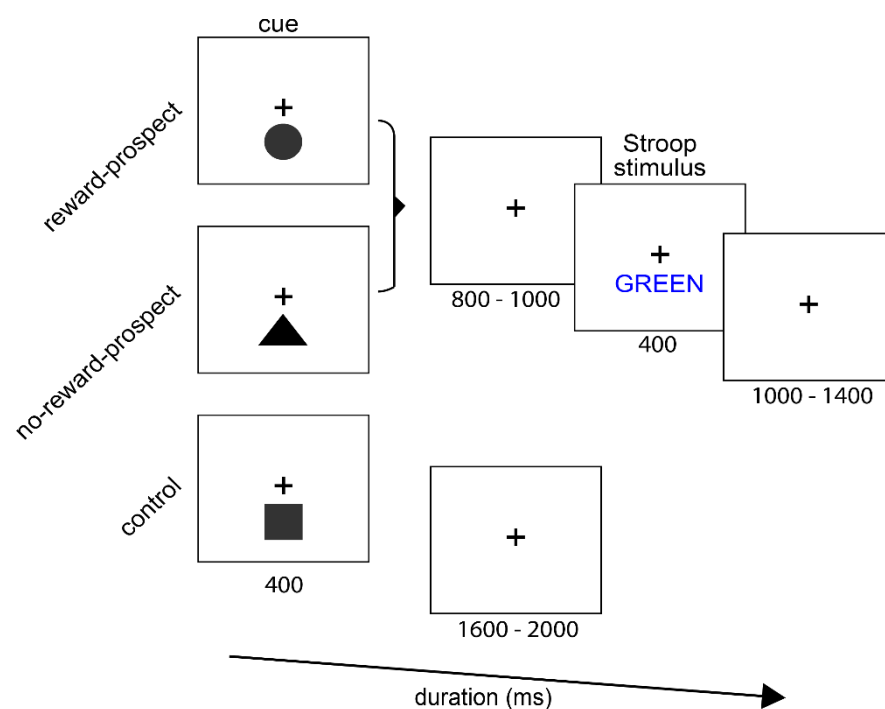 cue
reward-prospect
Stroop
stimulus
GREEN
800 - 1000
400
1000 - 1400
no-reward-prospect
control
400
1600 - 2000
duration (ms)